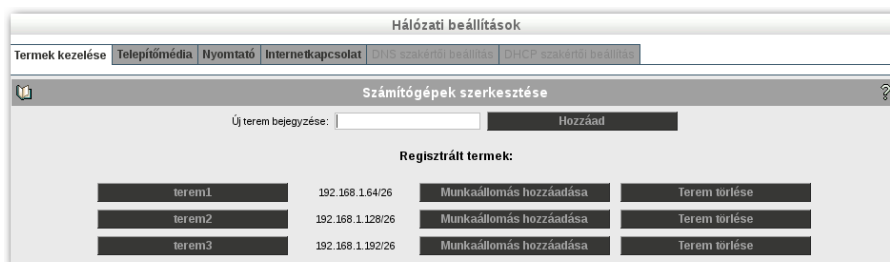 Hálózati beállítások
Termek kezelése Telepítőmédia Nyomtató Internetkapcsolat DNS szakértői beállítás DHCP szakértői beállítás
Számítógépek szerkesztése
Új terem bejegyzése: Hozzáad
Regisztrált termek:
terem1 192.168.1.64/26 Munkaállomás hozzáadása Terem törlése
terem2 192.168.1.128/26 Munkaállomás hozzáadása Terem törlése
terem3 192.168.1.192/26 Munkaállomás hozzáadása Terem törlése